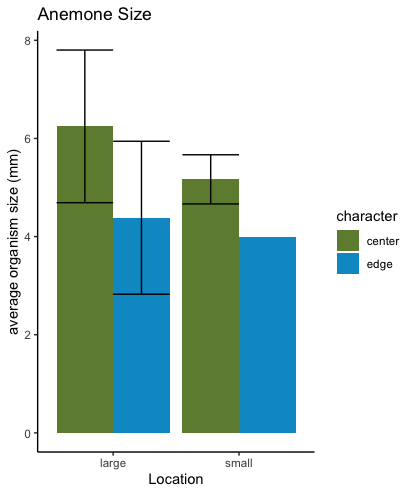 Anemone Size
8
6
4
2
0
average organism size (mm)
large
small
Location
character
center
edge